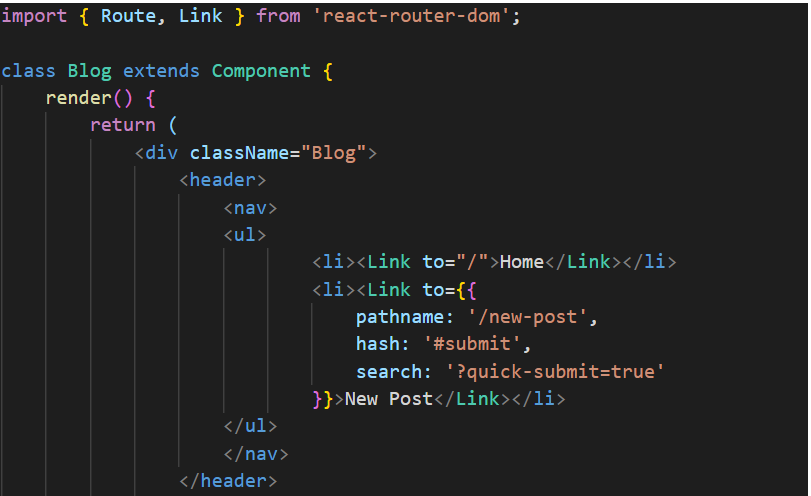 import { Route, Link } from 'react-router-dom';
class Blog extends Component {
render() {
return (
<div className="Blog">
<header>
<nav>
<ul>
<li><Link to="/">Home</Link></li>
<li><Link to={{
pathname: '/new-post',
hash: '#submit',
search: '?quick-submit=true'
}}>New Post</Link></li>
</ul>
</nav>
</header>